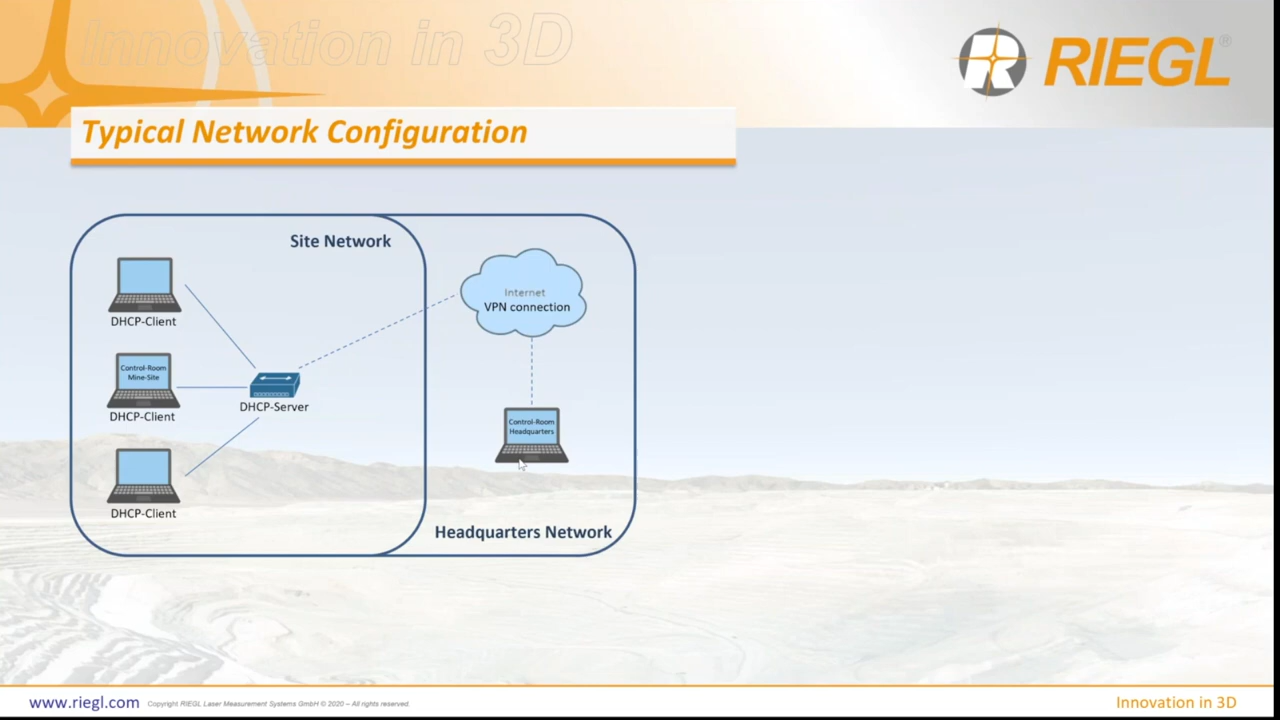 Innovation in 3D
RIEGL®
Typical Network Configuration
Site Network
DHCP-Client
Control-Room
Mine-Site
DHCP-Client
DHCP-Server
DHCP-Client
Internet
VPN connection
Control-Room
Headquarters
Headquarters Network
www.riegl.com
Copyright RIEGL Laser Measurement Systems GmbH © 2020 – All rights reserved.
Innovation in 3D